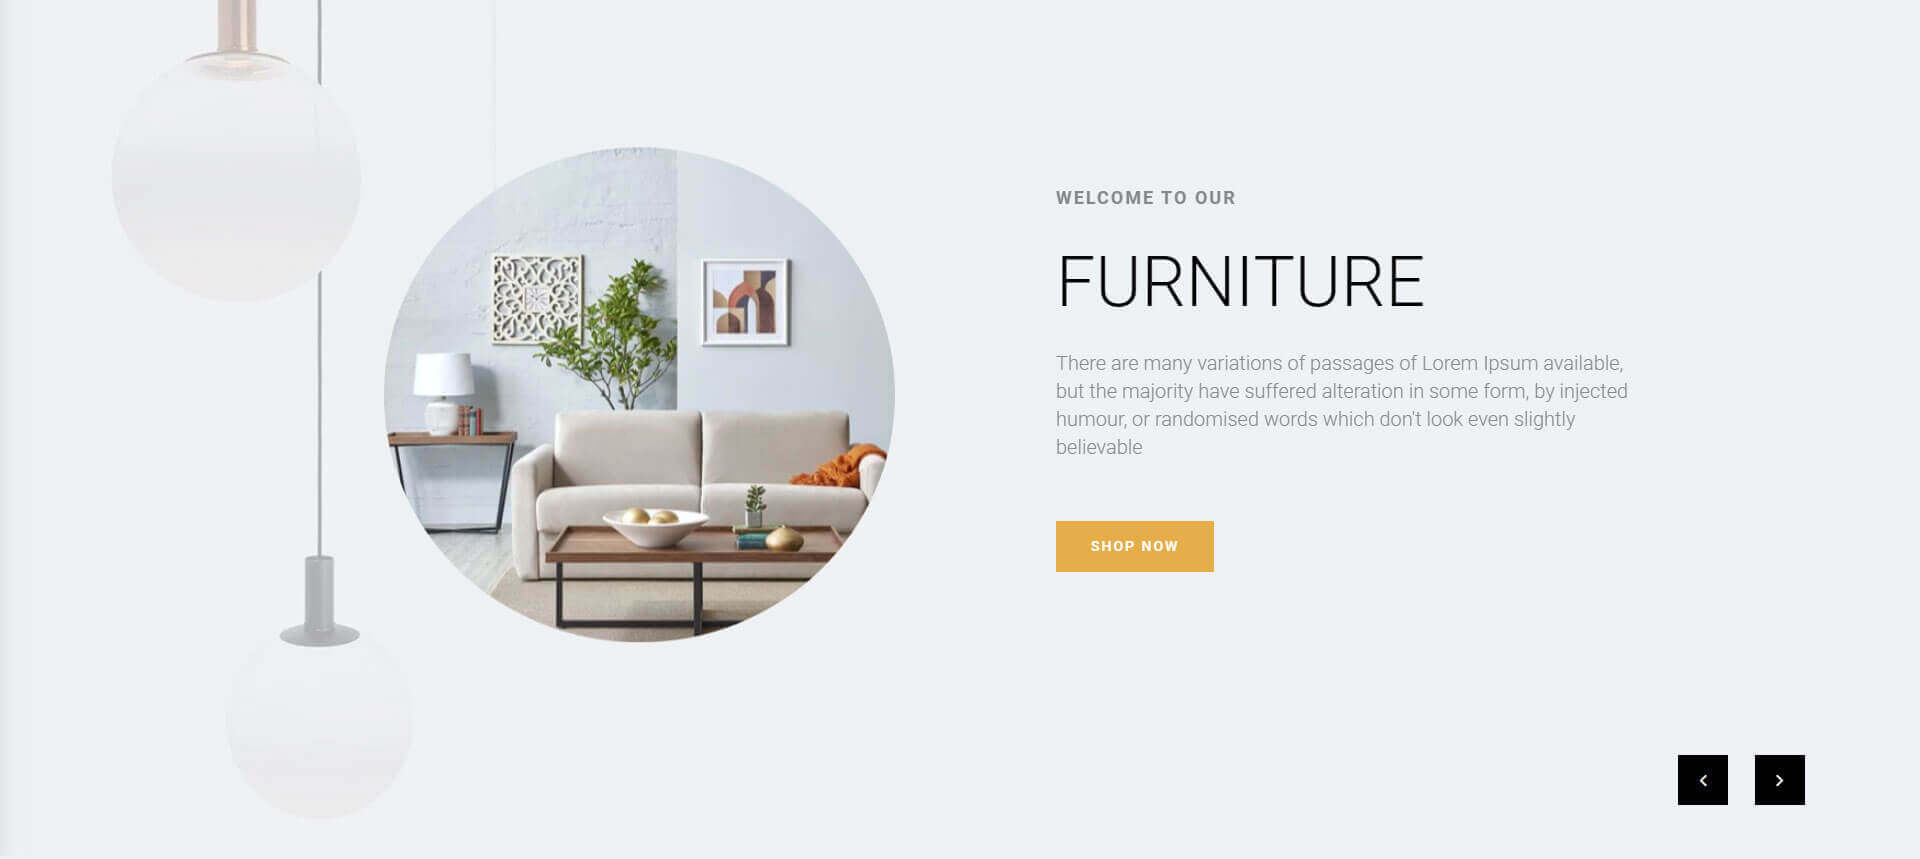 WELCOME TO OUR
FURNITURE
There are many variations of passages of Lorem Ipsum available,
but the majority have suffered alteration in some form, by injected
humour, or randomised words which don't look even slightly
believable
SHOP NOW